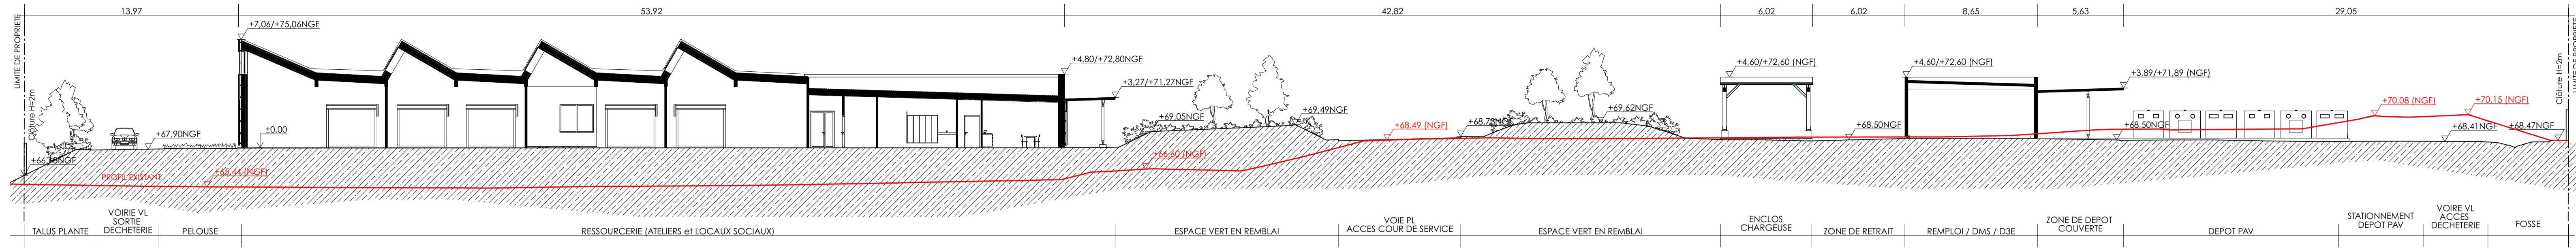 13,97
53,92
42,82
6,02
6,02
8,65
5,63
29,05
LIMITE DE PROPRIETE
Clôture H=2m
+7,06/+75,06NGF
+4,80/+72,80NGF
+3,27/+71,27NGF
+4,60/+72,60 (NGF)
+4,60/+72,60 (NGF)
+3,89/+71,89 (NGF)
Clôture H=2m
LIMITE DE PROPRIETE
+67,90NGF
±0,00
+69,05NGF
+69,49NGF
+68,49 (NGF)
+69,62NGF
+68,50NGF
+68,50NGF
+70,08 (NGF)
+70,15 (NGF)
+68,41NGF
+68,47NGF
PROFIL EXISTANT
+65,44 (NGF)
+66,60 (NGF)
TALUS PLANTE
VOIRIE VL
SORTIE
DECHETERIE
PELOUSE
RESSOURCERIE (ATELIERS et LOCAUX SOCIAUX)
ESPACE VERT EN REMBLAI
VOIE PL
ACCES COUR DE SERVICE
ESPACE VERT EN REMBLAI
ENCLOS
CHARGEUSE
ZONE DE RETRAIT
REMPLOI / DMS / D3E
ZONE DE DEPOT
COUVERTE
DEPOT PAV
STATIONNEMENT
DEPOT PAV
VOIRE VL
ACCES
DECHETERIE
FOSSE